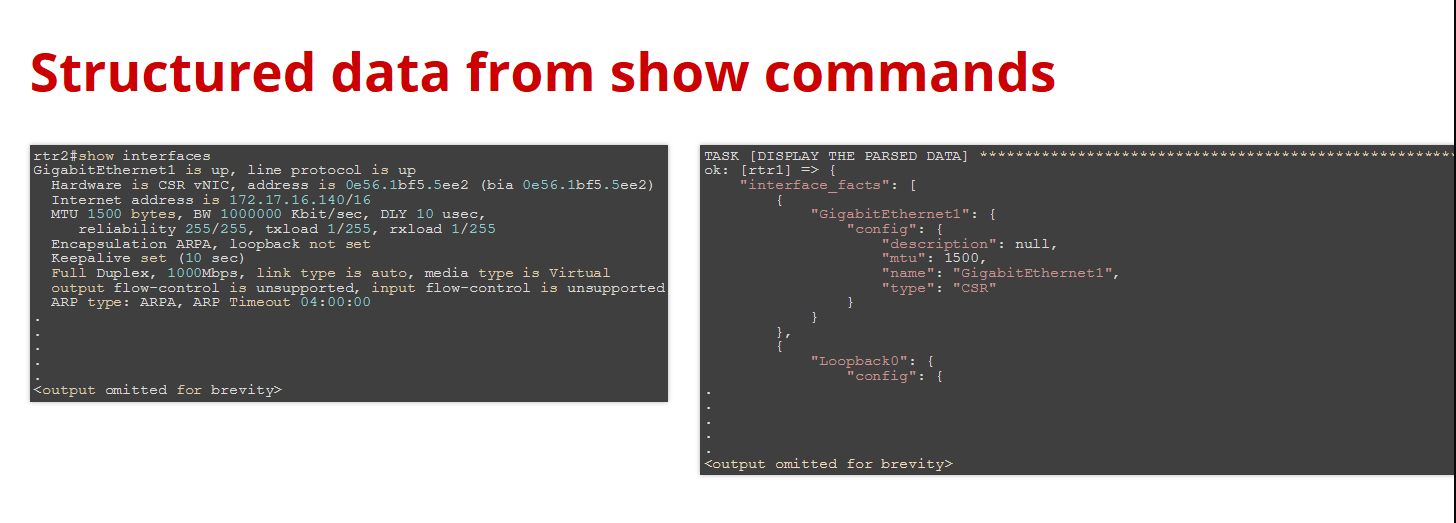 Structured data from show commands
rtr2#show interfaces
GigabitEthernet1 is up, line protocol is up
  Hardware is CSR vNIC, address is 0e56.1bf5.5ee2 (bia 0e56.1bf5.5ee2)
  Internet address is 172.17.16.140/16
  MTU 1500 bytes, BW 1000000 Kbit/sec, DLY 10 usec,
     reliability 255/255, txload 1/255, rxload 1/255
  Encapsulation ARPA, loopback not set
  Keepalive set (10 sec)
  Full Duplex, 1000Mbps, link type is auto, media type is Virtual
  output flow-control is unsupported, input flow-control is unsupported
  ARP type: ARPA, ARP Timeout 04:00:00
.
.
.
.
.
<output omitted for brevity>
TASK [DISPLAY THE PARSED DATA] *****************************************************
ok: [rtr1] => {
    "interface_facts": [
        {
            "GigabitEthernet1": {
                "config": {
                    "description": null,
                    "mtu": 1500,
                    "name": "GigabitEthernet1",
                    "type": "CSR"
                }
            }
        },
        {
            "Loopback0": {
                "config": {
.
.
.
.
.
<output omitted for brevity>